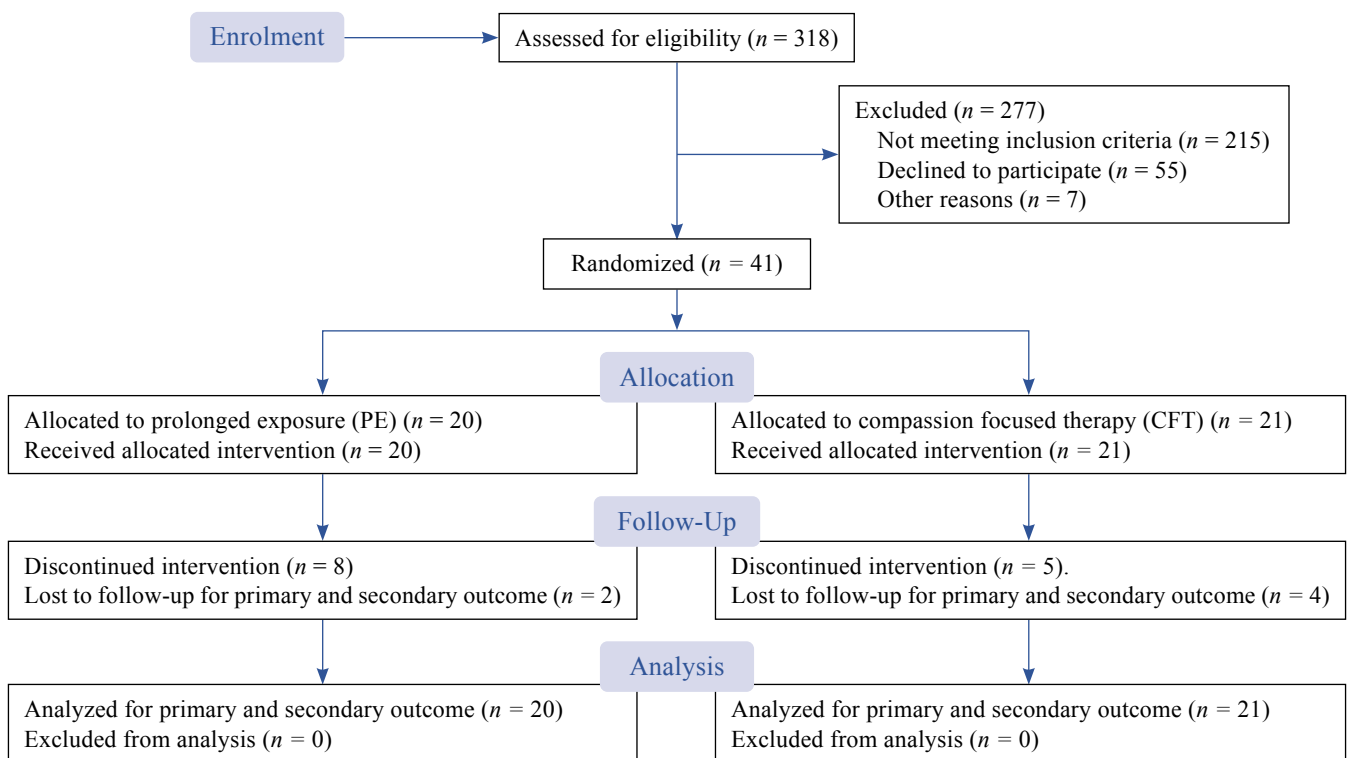 Enrolment
Assessed for eligibility (n = 318)
Excluded (n = 277)
Not meeting inclusion criteria (n = 215)
Declined to participate (n = 55)
Other reasons (n = 7)
Randomized (n = 41)
Allocation
Allocated to prolonged exposure (PE) (n = 20)
Received allocated intervention (n = 20)
Allocated to compassion focused therapy (CFT) (n = 21)
Received allocated intervention (n = 21)
Follow-Up
Discontinued intervention (n = 8)
Lost to follow-up for primary and secondary outcome (n = 2)
Discontinued intervention (n = 5).
Lost to follow-up for primary and secondary outcome (n = 4)
Analysis
Analyzed for primary and secondary outcome (n = 20)
Excluded from analysis (n = 0)
Analyzed for primary and secondary outcome (n = 21)
Excluded from analysis (n = 0)